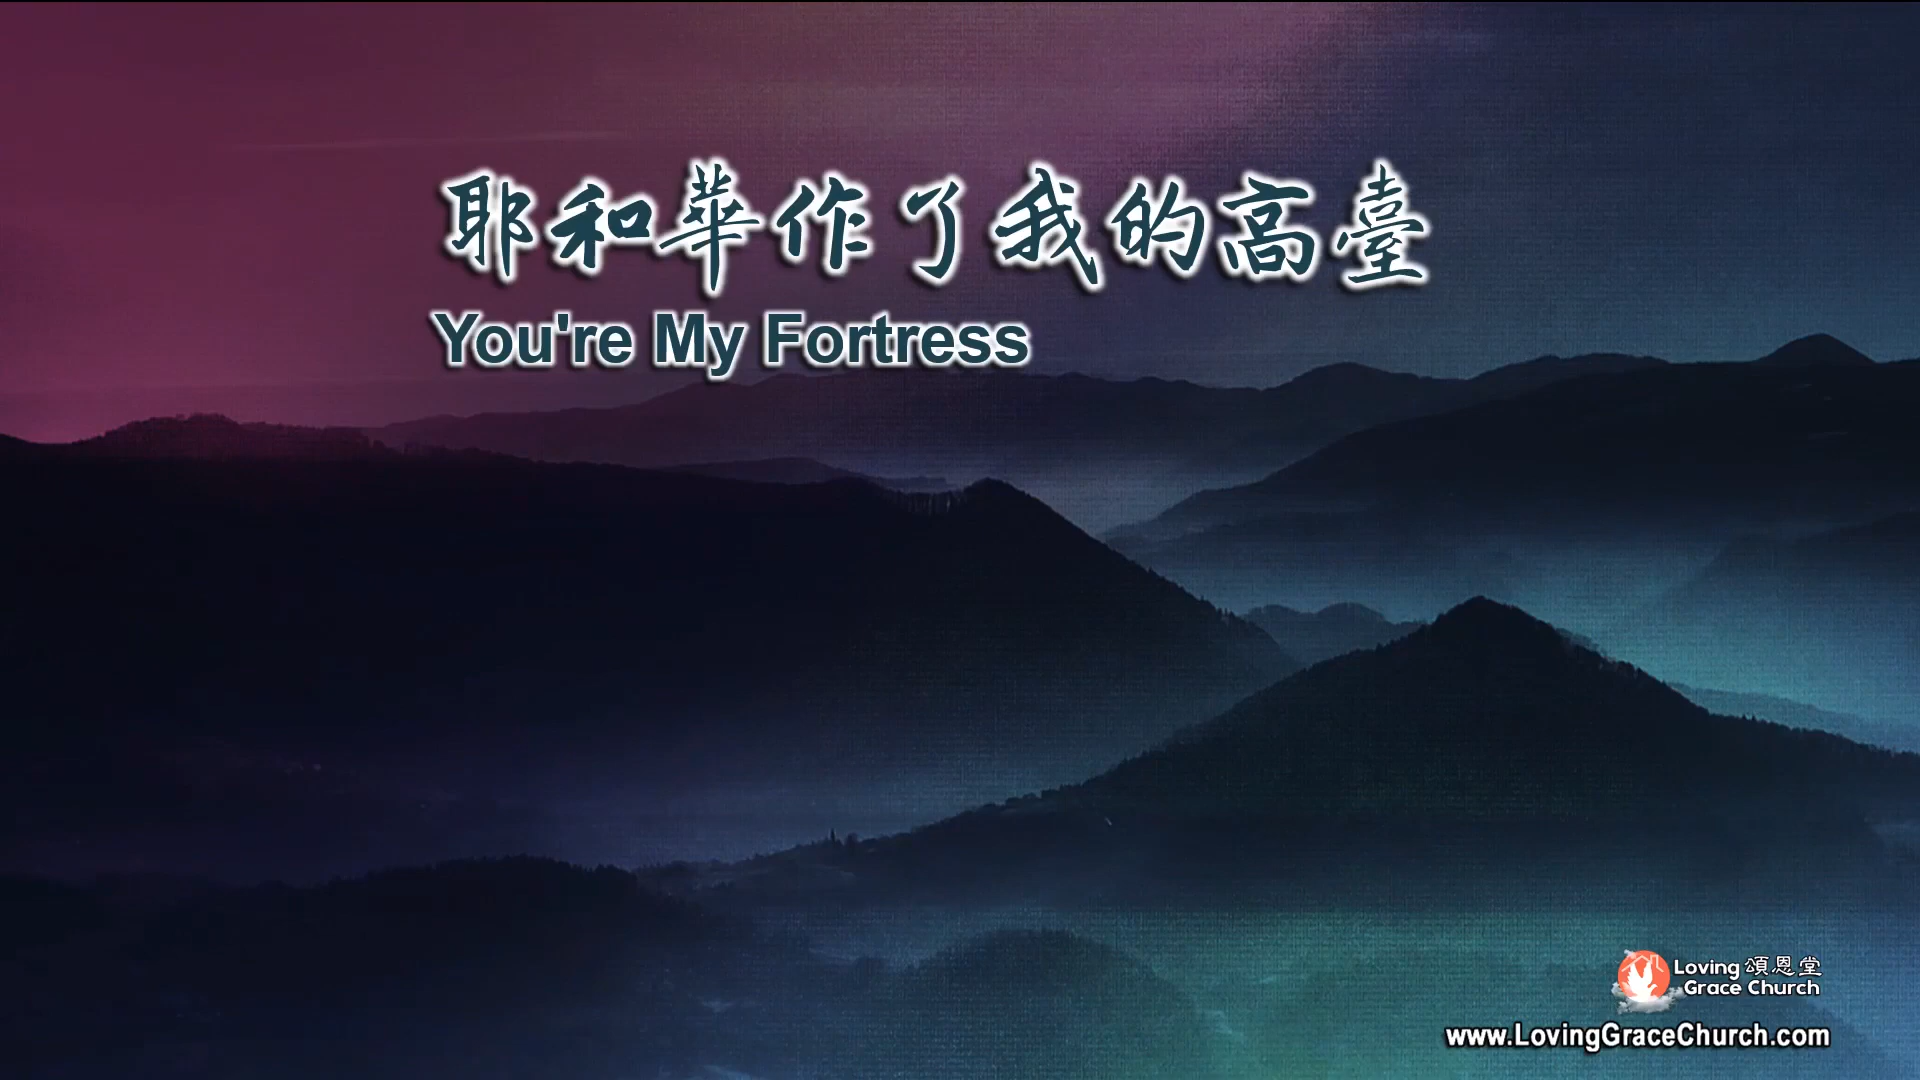 耶和華作了我的高臺
You're My Fortress
Loving 頌恩堂
Grace Church
www.LovingGraceChurch.com